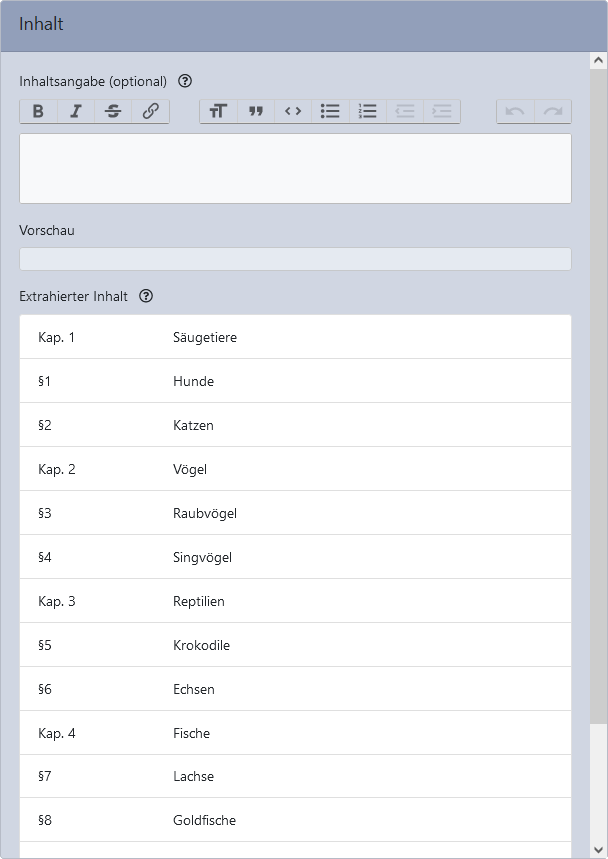 Inhalt
Inhaltsangabe (optional)
Vorschau
Extrahierter Inhalt
Kap. 1 Säugetiere
§1 Hunde
§2 Katzen
Kap. 2 Vögel
§3 Raubvögel
§4 Singvögel
Kap. 3 Reptilien
§5 Krokodile
§6 Echsen
Kap. 4 Fische
§7 Lachse
§8 Goldfische